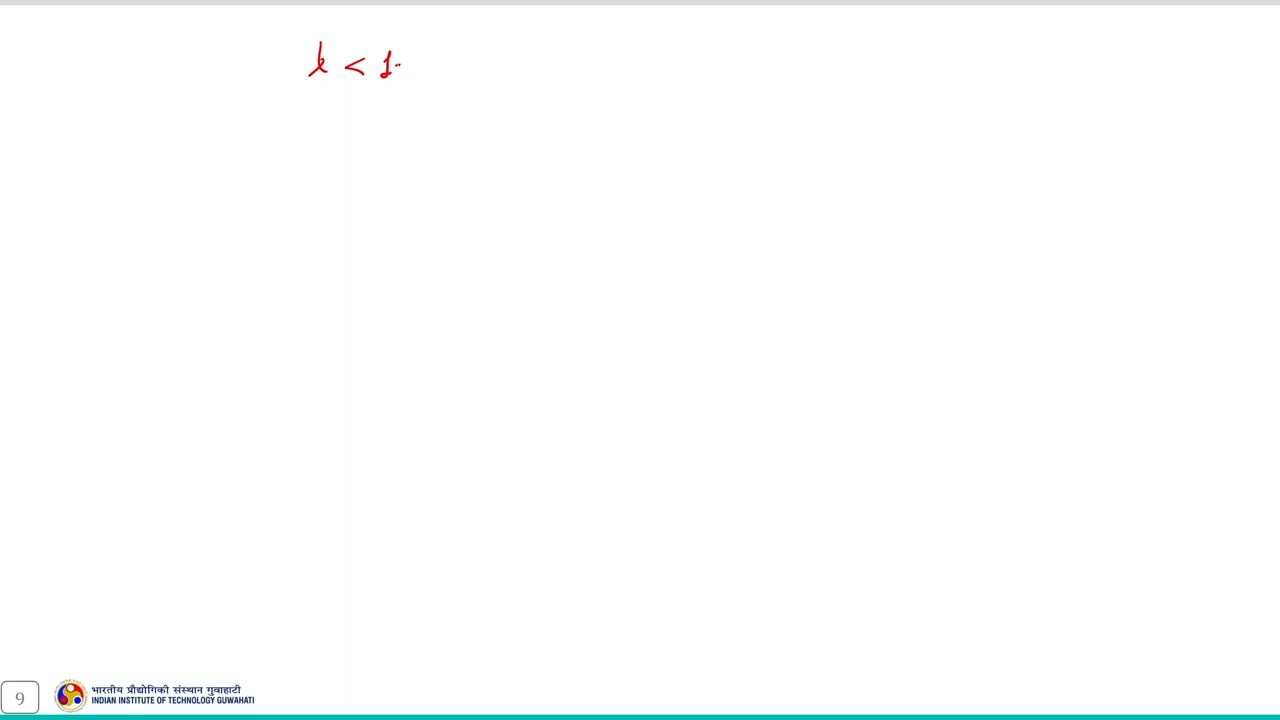 k < 1.
9
भारतीय प्रौद्योगिकी संस्थान गुवाहाटी
INDIAN INSTITUTE OF TECHNOLOGY GUWAHATI